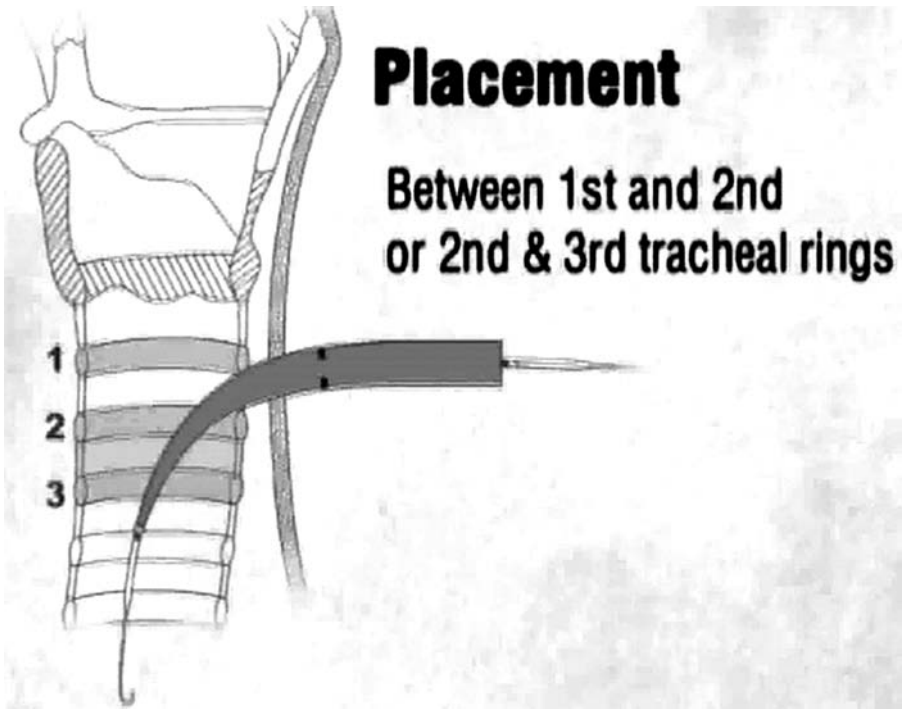 Placement
Between 1st and 2nd
or 2nd & 3rd tracheal rings
1
2
3